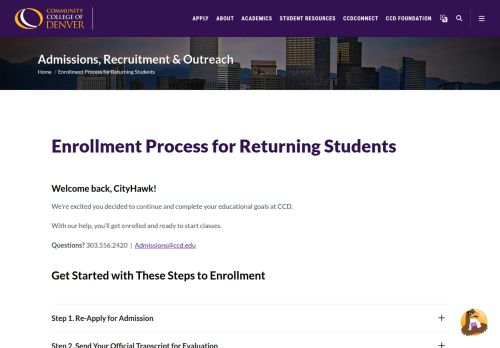 COMMUNITY
COLLEGE OF
DENVER
APPLY ABOUT ACADEMICS STUDENT RESOURCES CCDCONNECT CCD FOUNDATION
Admissions, Recruitment & Outreach
Home / Enrollment Process for Returning Students
Enrollment Process for Returning Students
Welcome back, CityHawk!
We're excited you decided to continue and complete your educational goals at CCD.
With our help, you'll get enrolled and ready to start classes.
Questions? 303.556.2420 | Admissions@ccd.edu
Get Started with These Steps to Enrollment
Step 1. Re-Apply for Admission
Step 2. Send Your Official Transcript for Evaluation